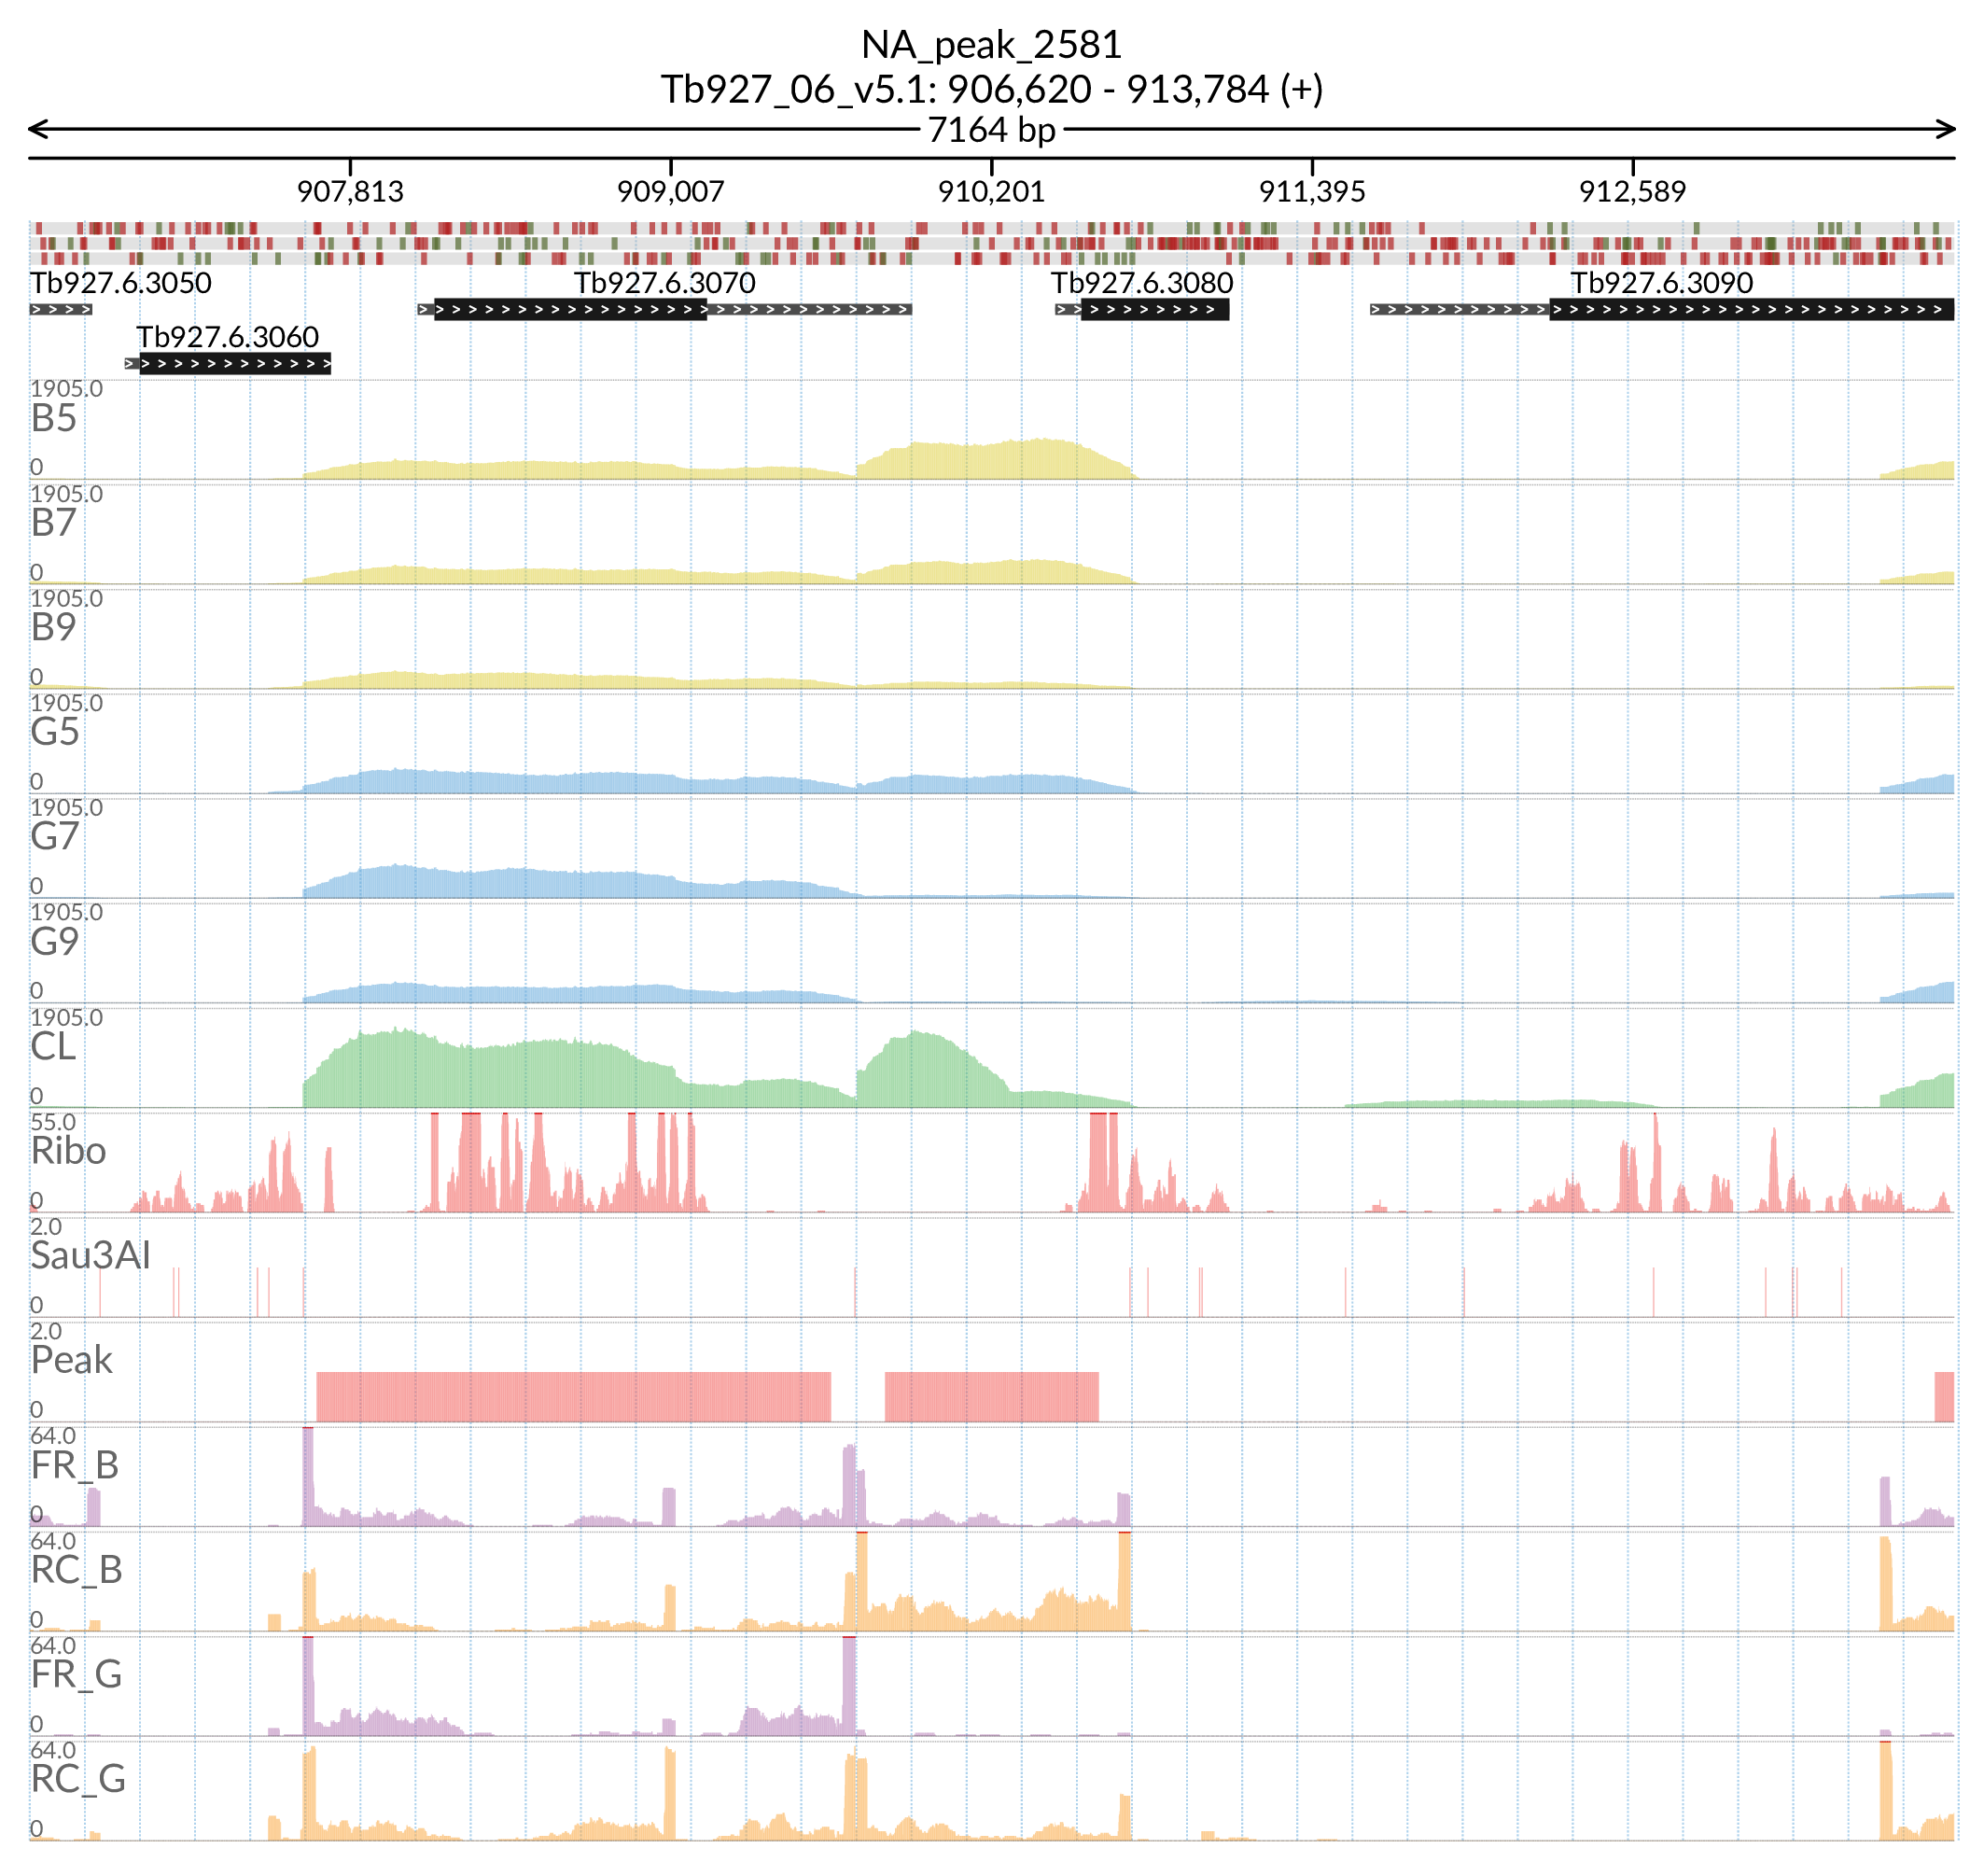 NA_peak_2581
Tb927_06_v5.1: 906,620 - 913,784 (+)
7164 bp
907,813 909,007 910,201 911,395 912,589
Tb927.6.3050 Tb927.6.3070 Tb927.6.3080 Tb927.6.3090
Tb927.6.3060
1905.0
B5
0
1905.0
B7
0
1905.0
B9
0
1905.0
G5
0
1905.0
G7
0
1905.0
G9
0
1905.0
CL
0
55.0
Ribo
0
2.0
Sau3AI
0
2.0
Peak
0
64.0
FR_B
0
64.0
RC_B
0
64.0
FR_G
0
64.0
RC_G
0